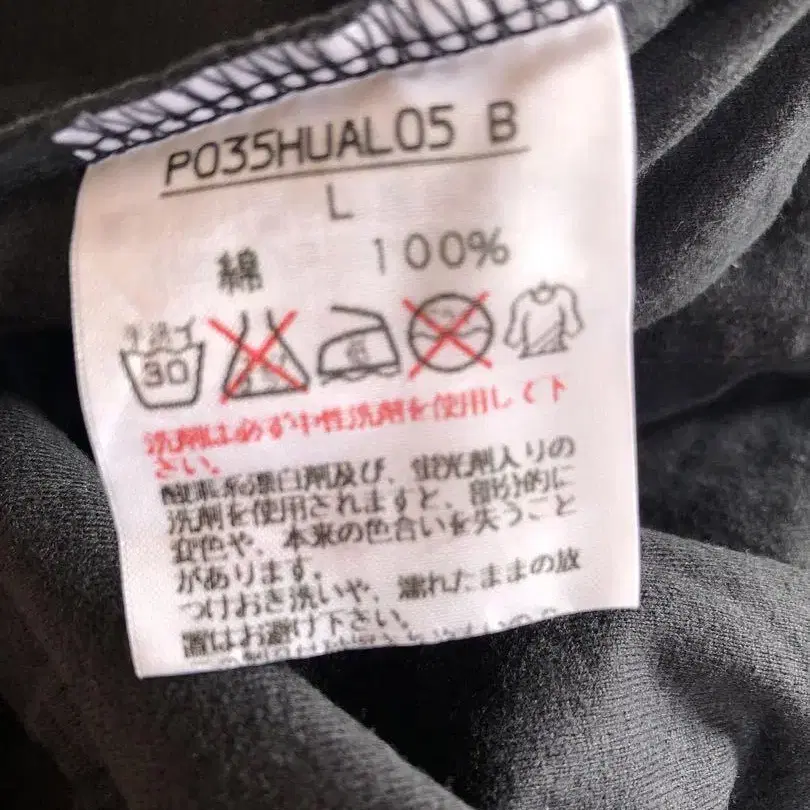 P035HUAL05 B
L
綿 100%
手洗イ
30
洗剤は必ず中性洗剤を使用して下
さい。
酸素系漂白剤及び、蛍光剤入りの
洗剤を使用されますと、部分的に
変色や、本来の色合いを失うこと
があります。
つけおき洗いや、濡れたままの放
置はお避け下さい。